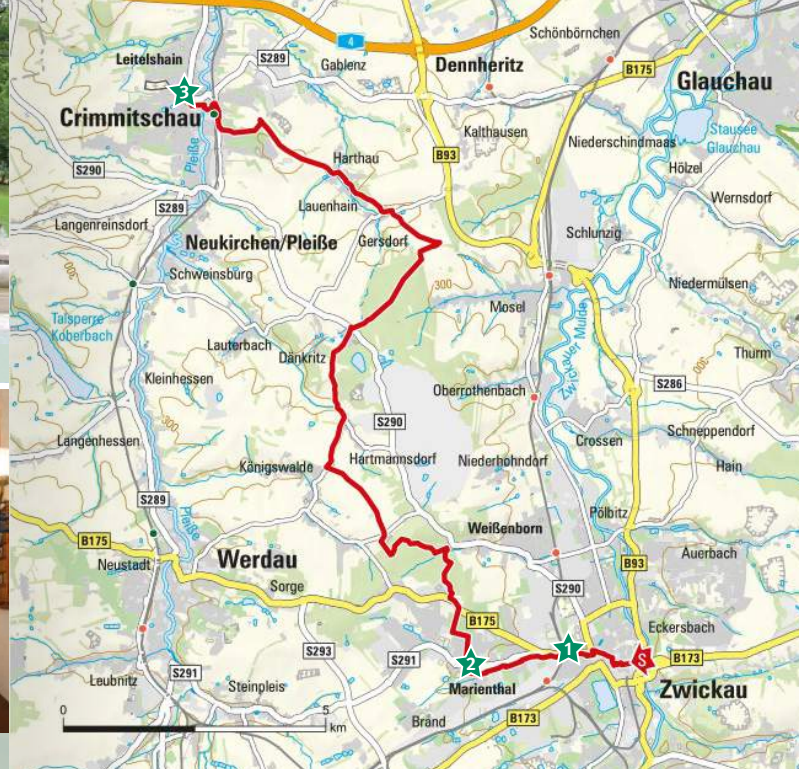 4
Schönbörnchen
Leitelshain
S289
Gablenz
Dennheritz
B175
Glauchau
3
Crimmitschau
Kalthausen
Niederschindmaas
Stausee
Glauchau
Pleiße
Harthau
B93
Hölzel
S290
Wernsdorf
S289
Lauenhain
Langenreinsdorf
Neukirchen/Pleiße
Gersdorf
Schlunzig
Schweinsburg
300
300
Niedermülsen
Mosel
Talsperre
Koberbach
Zwickauer Mulde
Lauterbach
Dänkritz
Thurm
300
Kleinhessen
Oberrothenbach
S286
300
S290
Schneppendorf
Langenhessen
Crossen
Königswalde
Hartmannsdorf
Niederhohndorf
Hain
S289
Pleiße
Pölbitz
Weißenborn
B175
Neustadt
Werdau
B93
Auerbach
Sorge
S290
B175
Eckersbach
S293
S291
1
S
B173
2
Leubnitz
S291
Steinpleis
Marienthal
Zwickau
0
5
km
Brand
B173